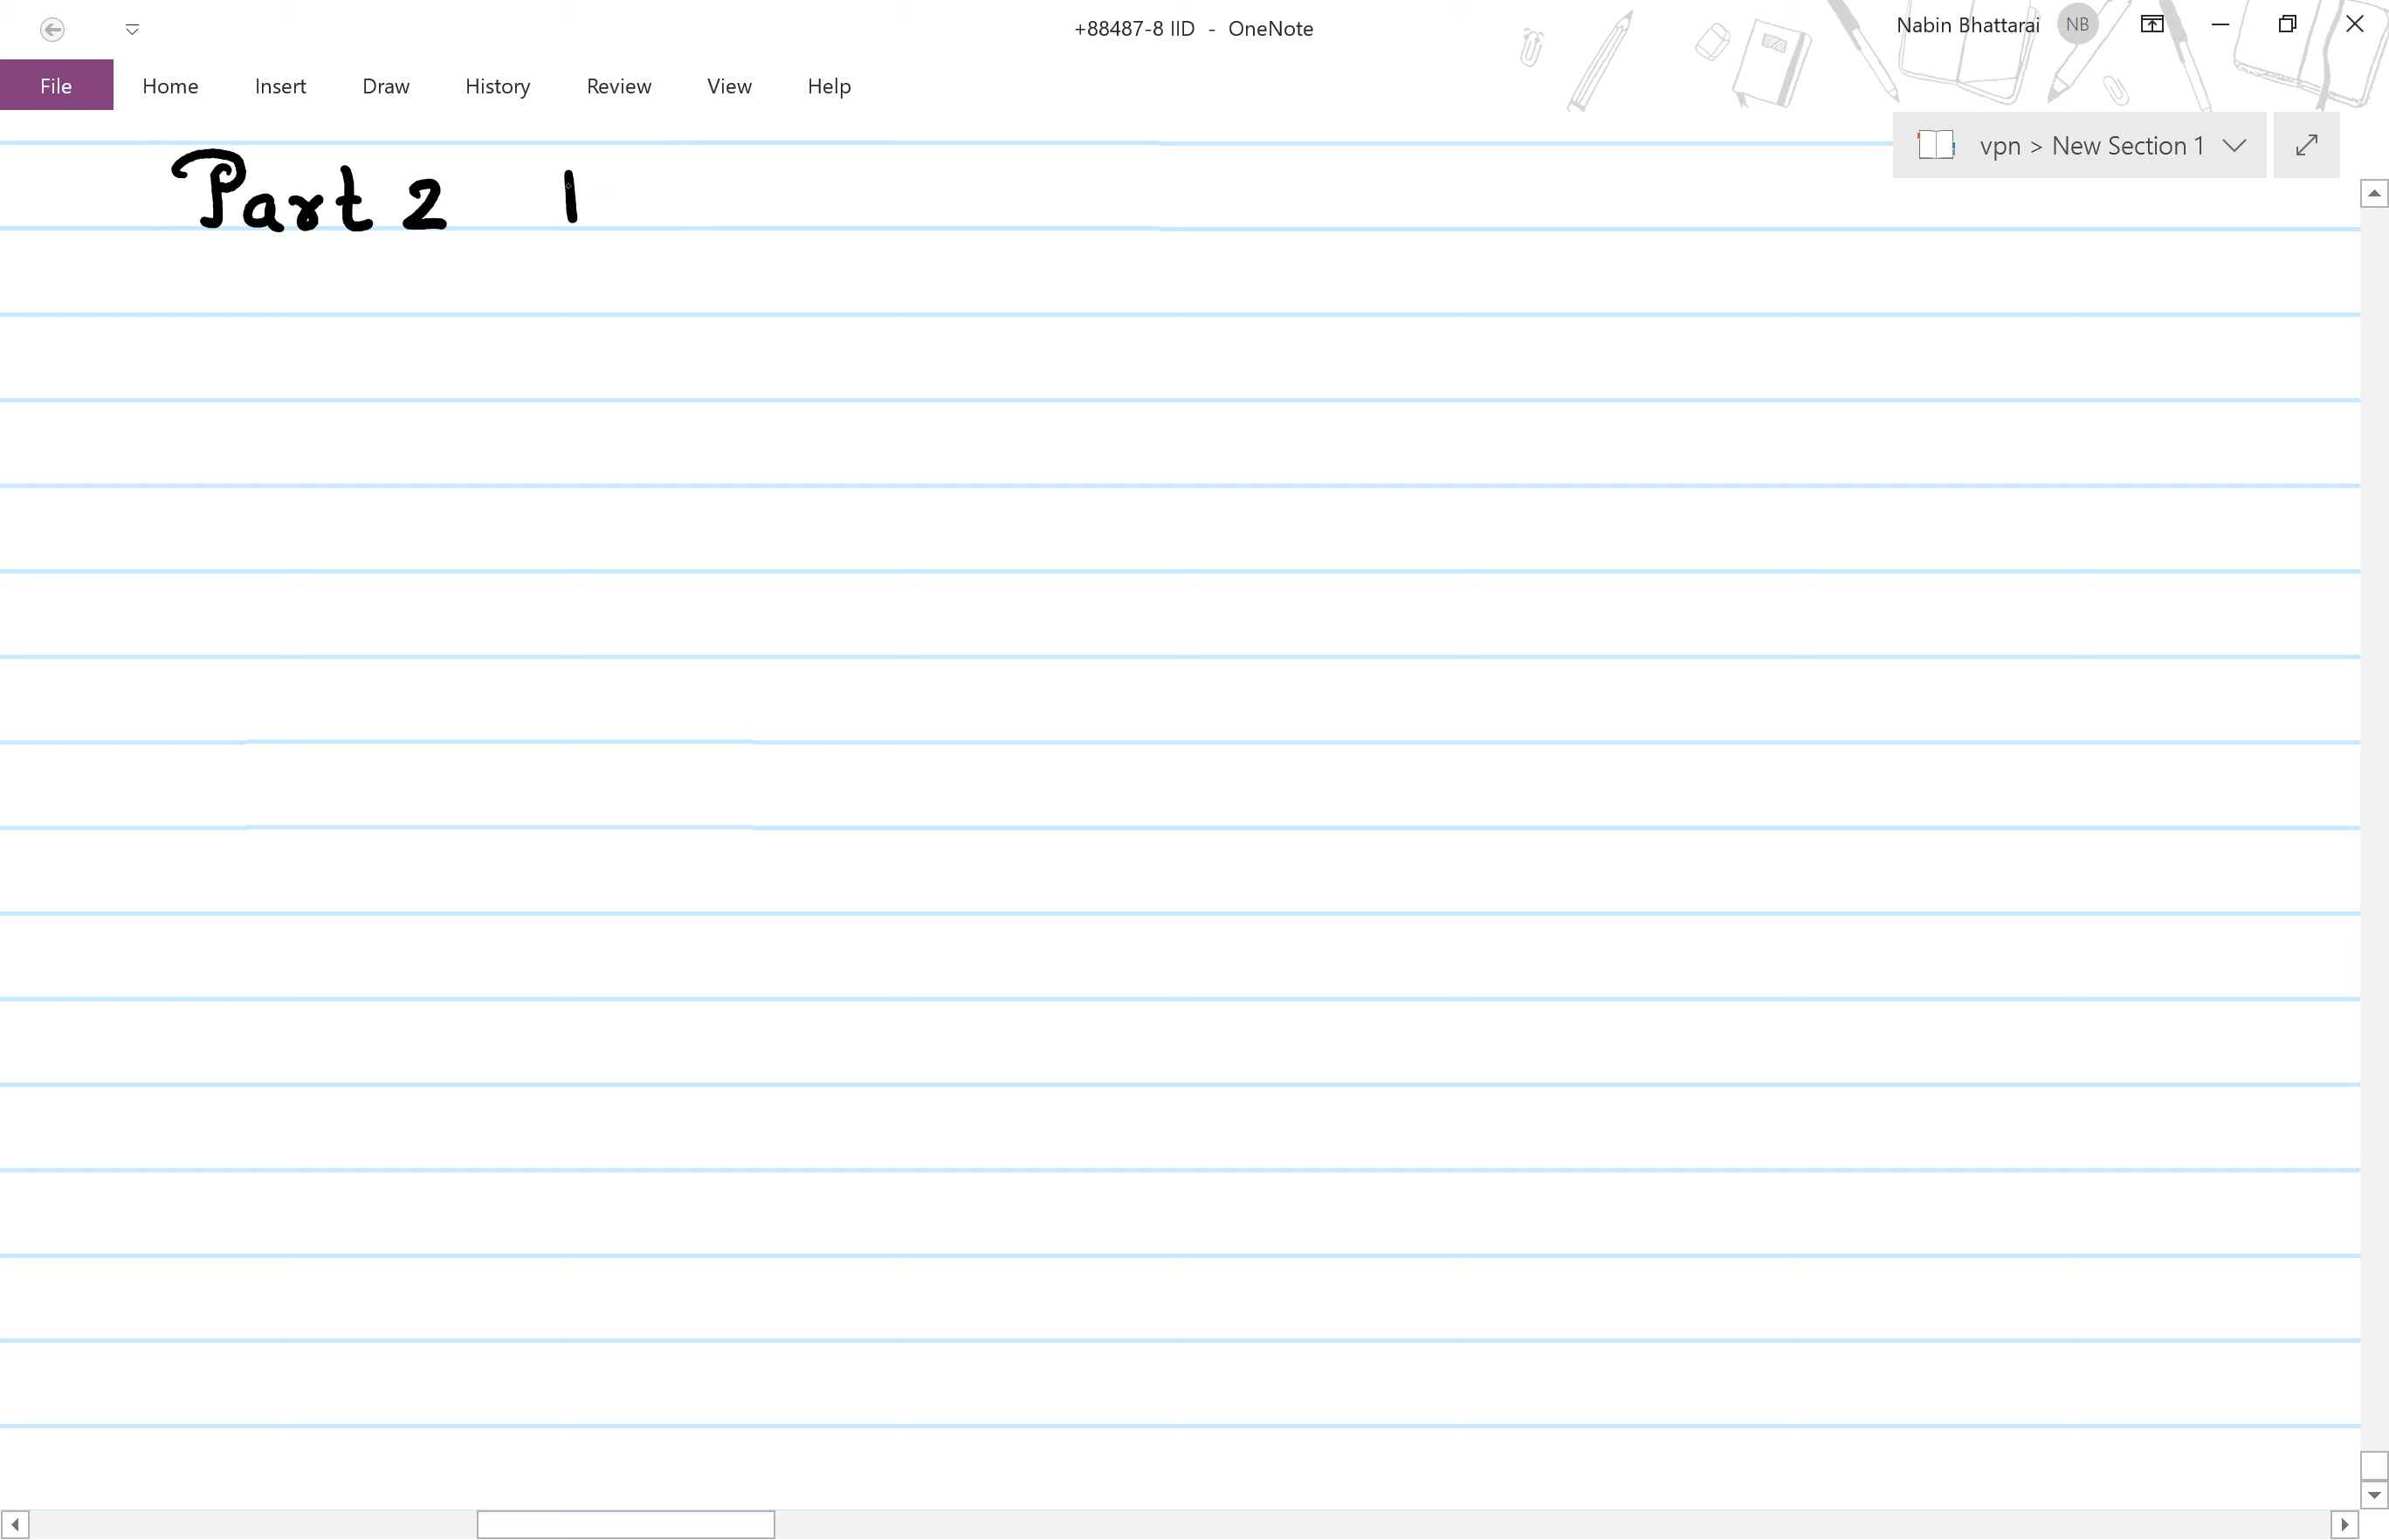 +88487-8 IID - OneNote
Nabin Bhattarai NB
File Home Insert Draw History Review View Help
vpn > New Section 1
Part 2 1